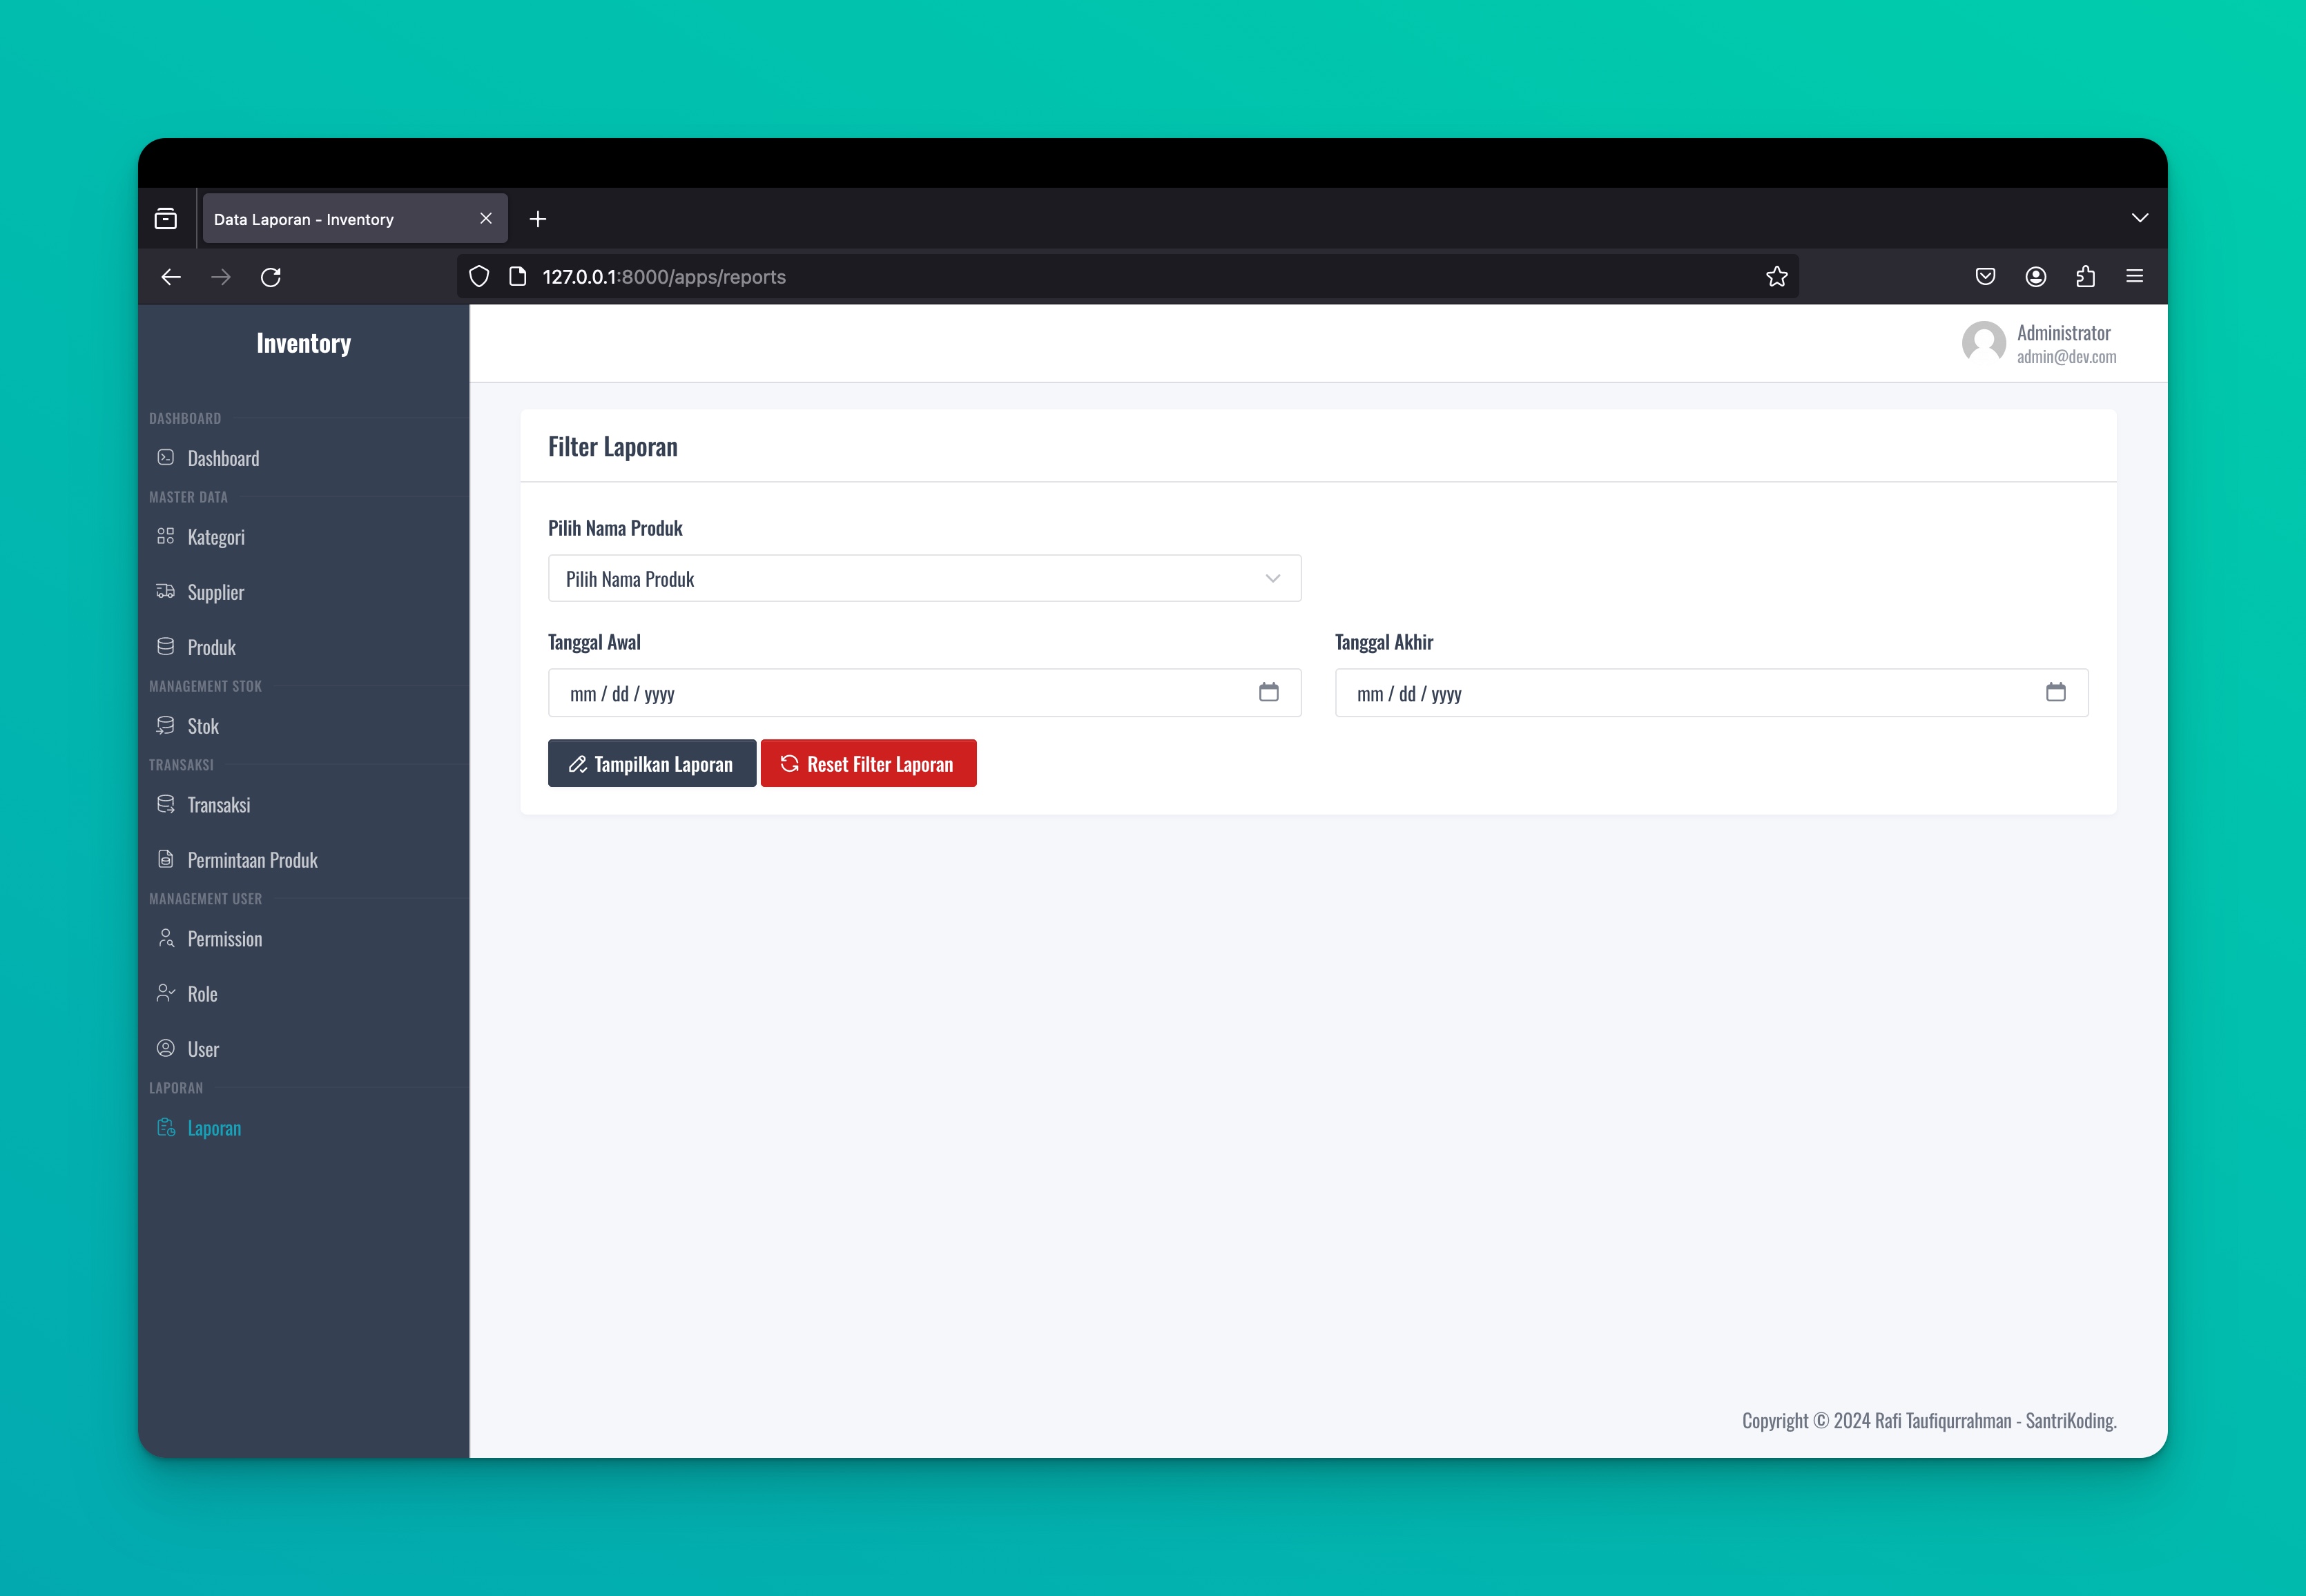 Data Laporan - Inventory
127.0.0.1:8000/apps/reports
Inventory
Administrator
admin@dev.com
DASHBOARD
Dashboard
MASTER DATA
Kategori
Supplier
Produk
MANAGEMENT STOK
Stok
TRANSAKSI
Transaksi
Permintaan Produk
MANAGEMENT USER
Permission
Role
User
LAPORAN
Laporan
Filter Laporan
Pilih Nama Produk
Pilih Nama Produk
Tanggal Awal
Tanggal Akhir
mm / dd / yyyy
mm / dd / yyyy
Tampilkan Laporan
Reset Filter Laporan
Copyright © 2024 Rafi Taufiqurrahman - SantriKoding.